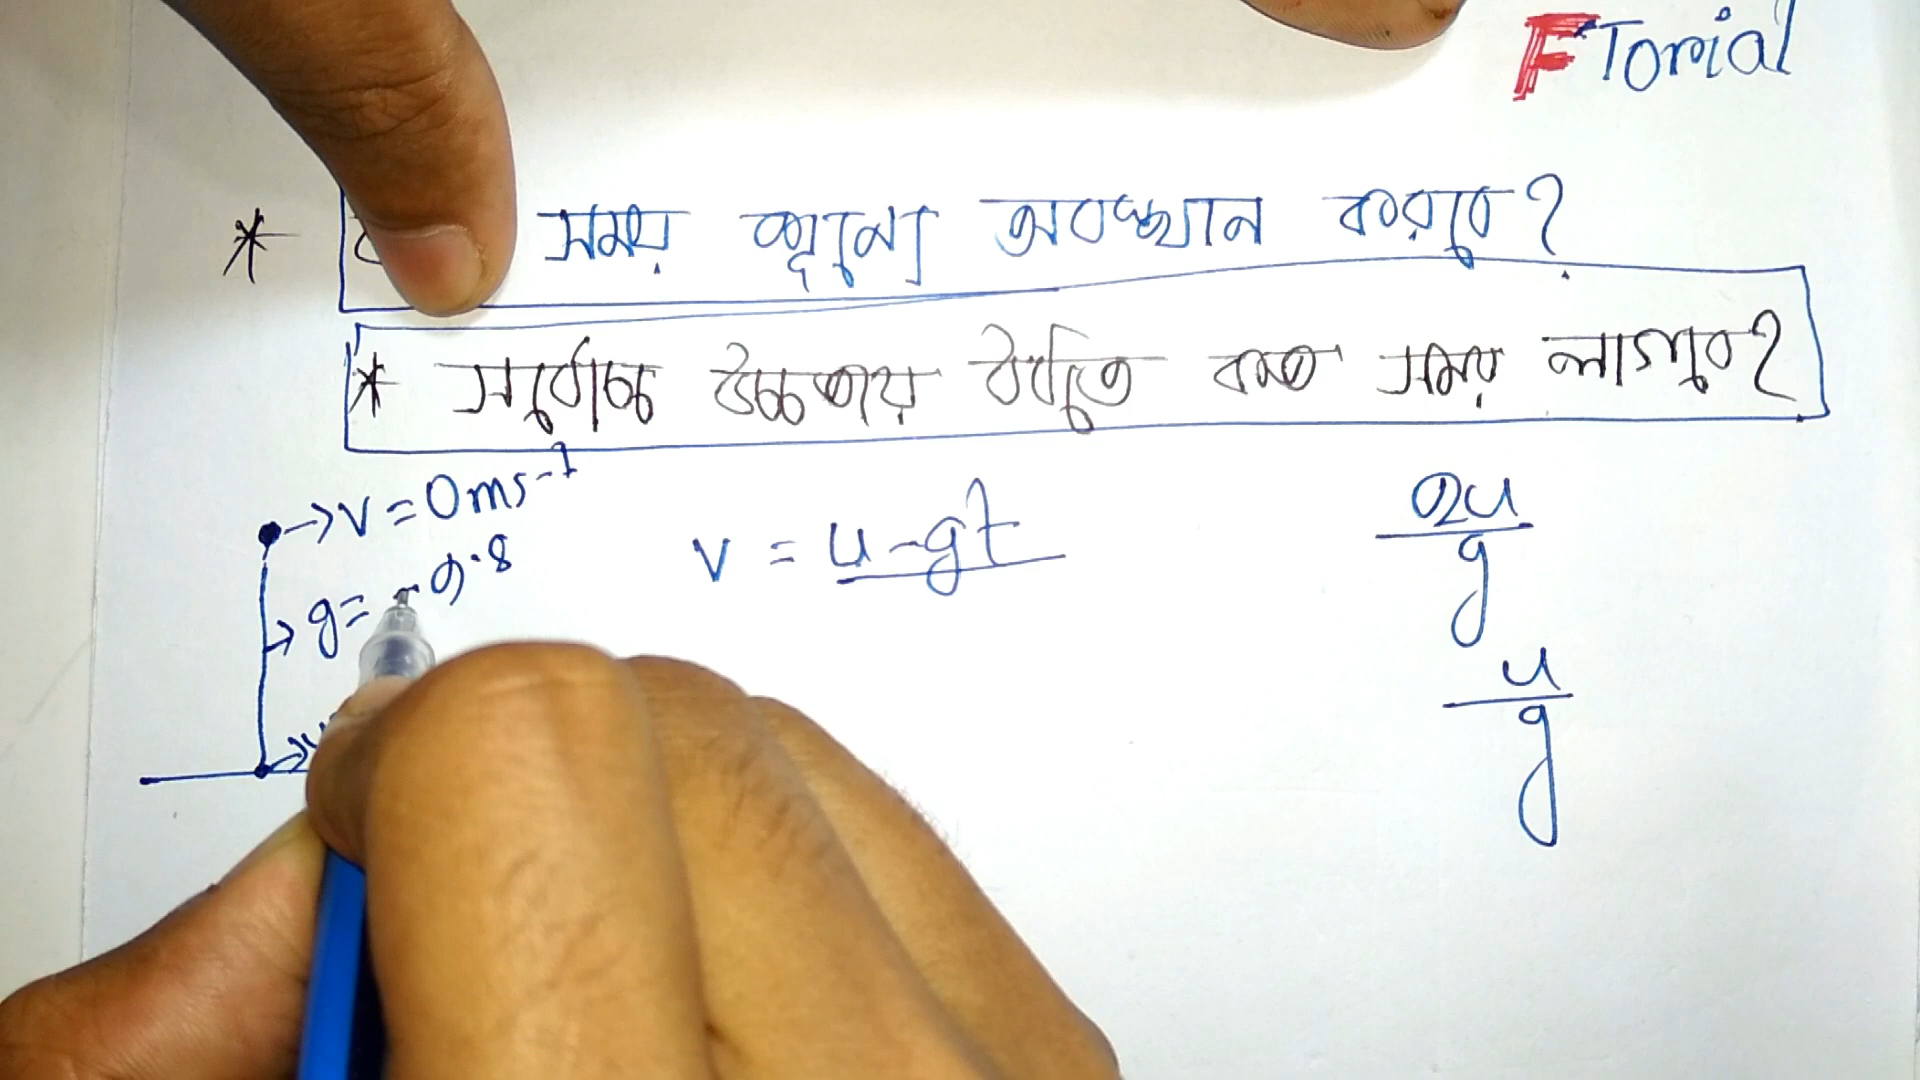 FTorial
* সময় শূন্যে অবস্থান করবে?
* সর্বোচ্চ উচ্চতায় উঠতে কত সময় লাগবে?
→ v = 0 ms-1
→ g = -9.8
v = u - gt
2u
g
u
g